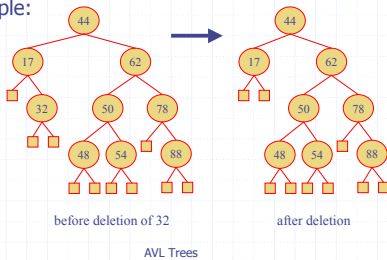 ple:
44 44
17 62 17 62
32 50 78 50 78
48 54 88 48 54 88
before deletion of 32 after deletion
AVL Trees